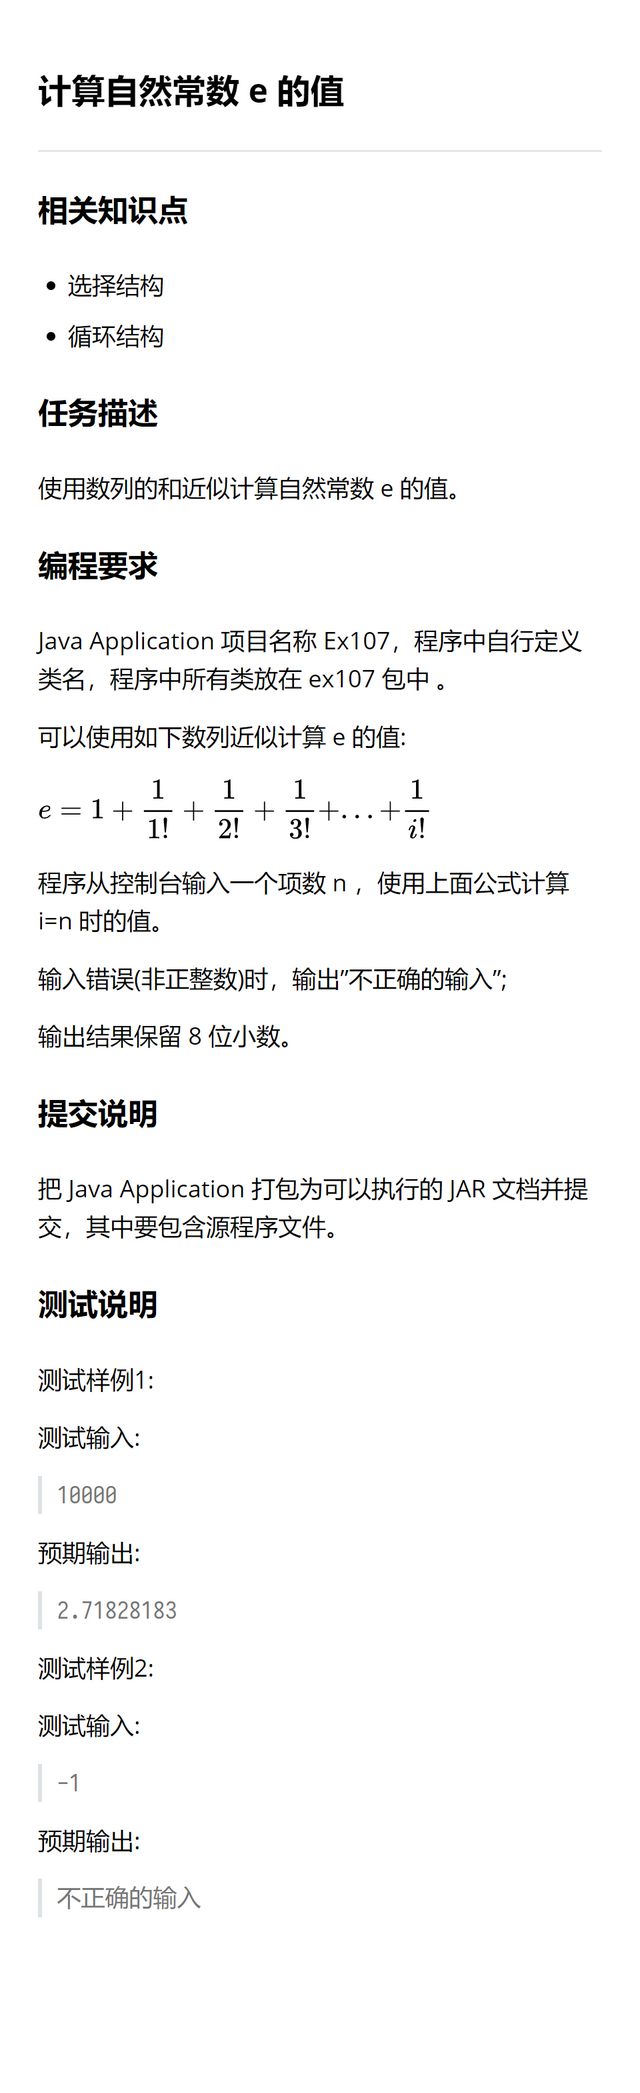 计算自然常数 e 的值
相关知识点
• 选择结构
• 循环结构
任务描述
使用数列的和近似计算自然常数 e 的值。
编程要求
Java Application 项目名称 Ex107，程序中自行定义
类名，程序中所有类放在 ex107 包中 。
可以使用如下数列近似计算 e 的值:
e = 1 + 1/1! + 1/2! + 1/3! +...+ 1/i!
程序从控制台输入一个项数 n ，使用上面公式计算
i=n 时的值。
输入错误(非正整数)时，输出”不正确的输入”;
输出结果保留 8 位小数。
提交说明
把 Java Application 打包为可以执行的 JAR 文档并提
交，其中要包含源程序文件。
测试说明
测试样例1:
测试输入:
10000
预期输出:
2.71828183
测试样例2:
测试输入:
-1
预期输出:
不正确的输入